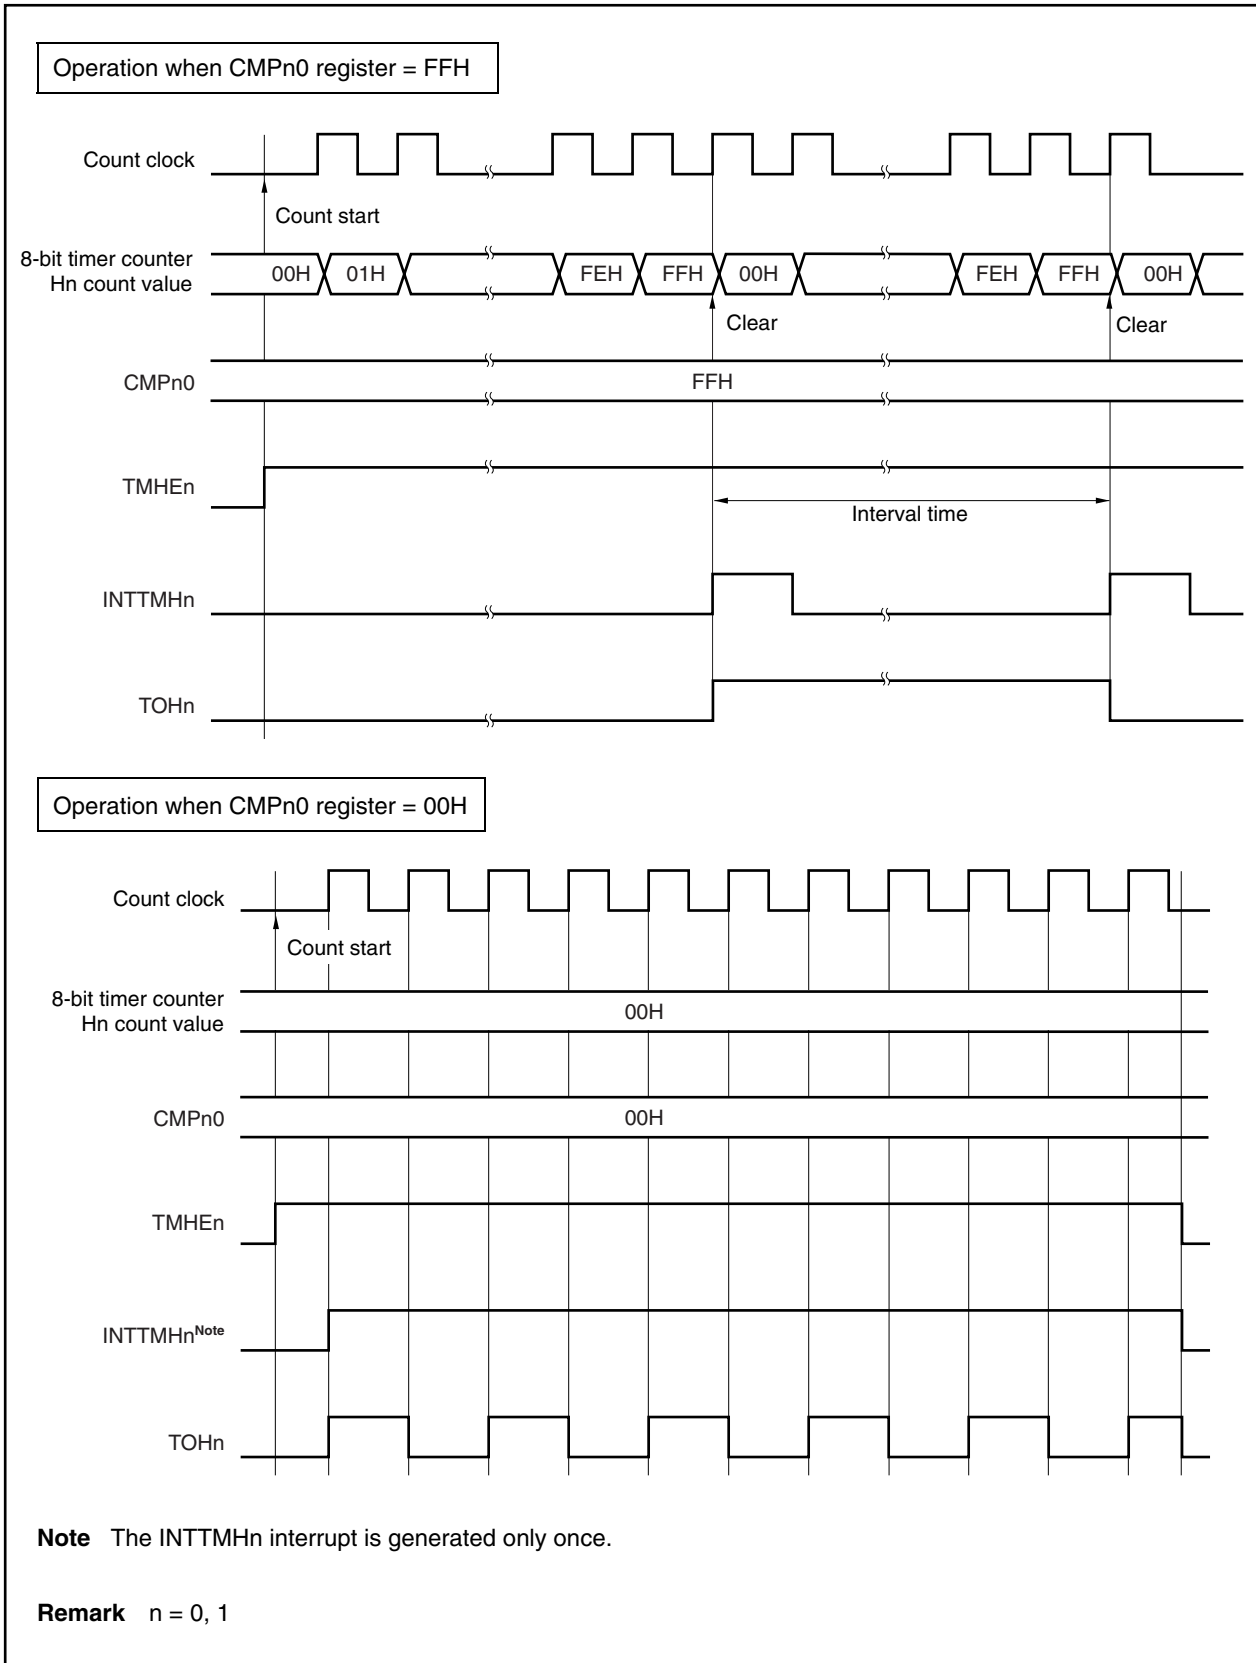 Operation when CMPn0 register = FFH
Count clock
Count start
8-bit timer counter
Hn count value
00H 01H FEH FFH 00H FEH FFH 00H
Clear Clear
CMPn0 FFH
TMHEn
Interval time
INTTMHn
TOHn
Operation when CMPn0 register = 00H
Count clock
Count start
8-bit timer counter
Hn count value
00H
CMPn0 00H
TMHEn
INTTMHnNote
TOHn
Note The INTTMHn interrupt is generated only once.
Remark n = 0, 1